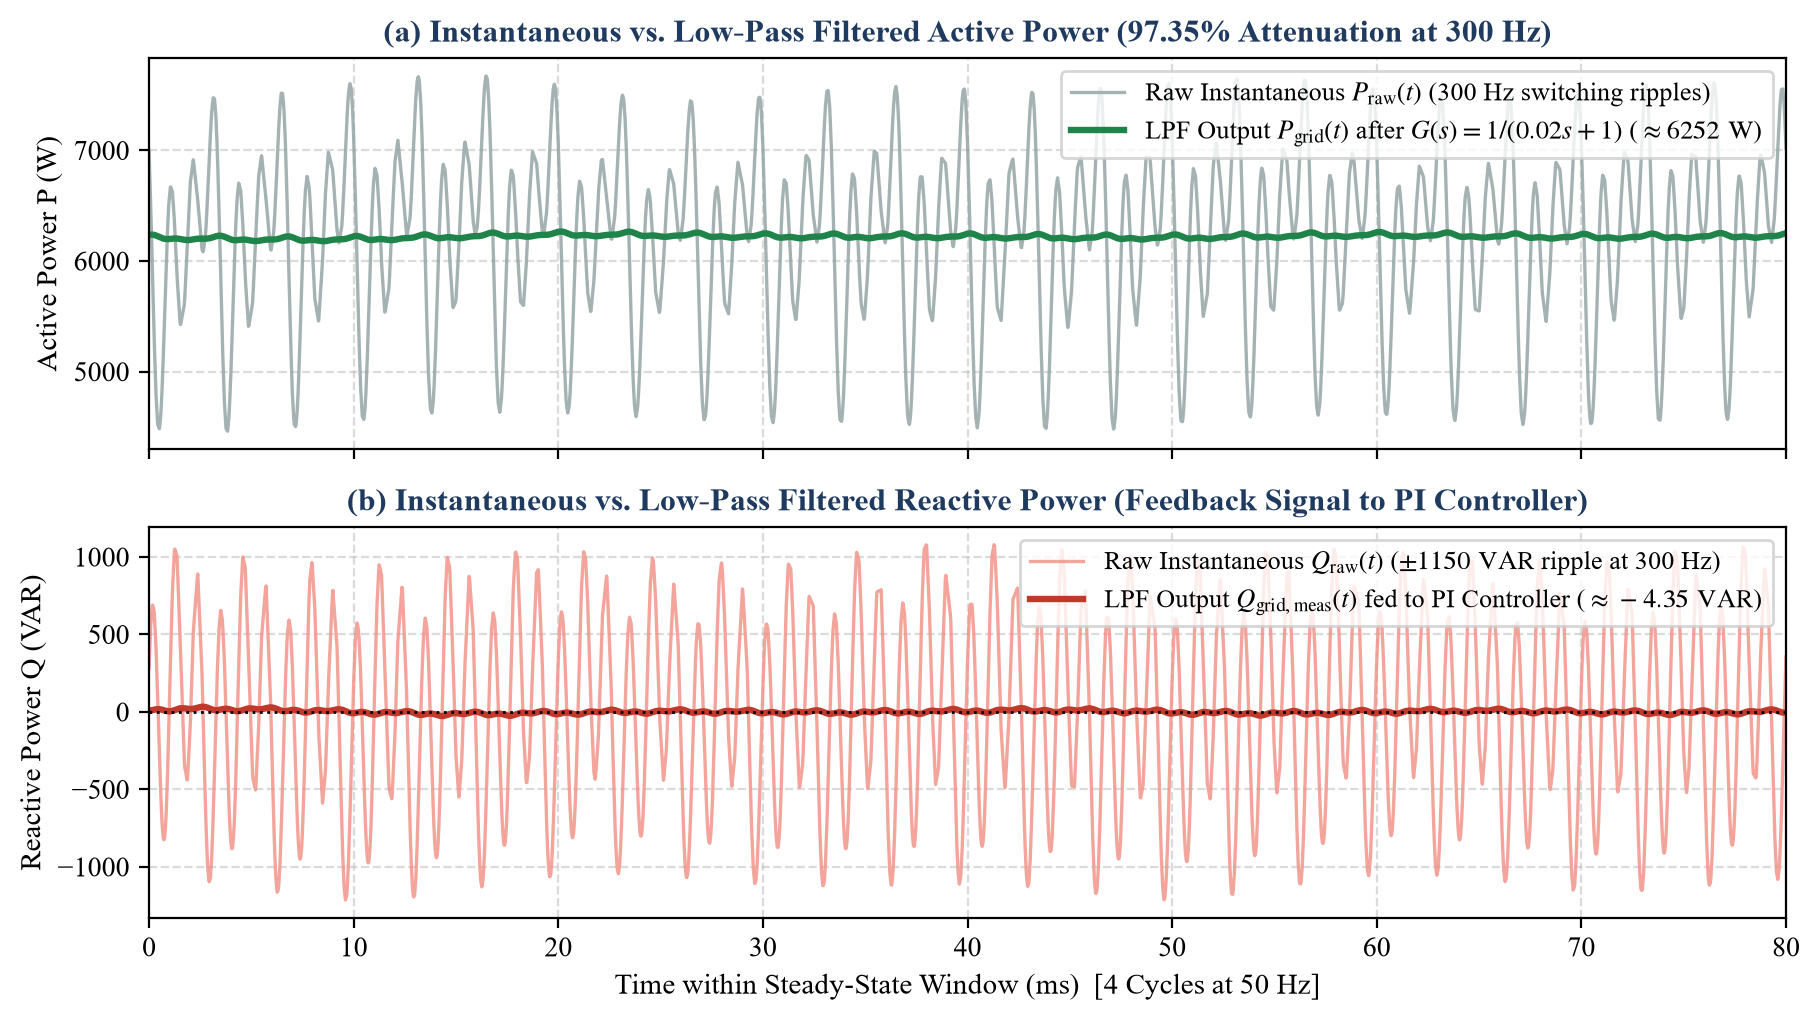 (a) Instantaneous vs. Low-Pass Filtered Active Power (97.35% Attenuation at 300 Hz)
Active Power P (W)
7000
6000
5000
Raw Instantaneous P_raw(t) (300 Hz switching ripples)
LPF Output P_grid(t) after G(s) = 1/(0.02s + 1) (≈ 6252 W)
(b) Instantaneous vs. Low-Pass Filtered Reactive Power (Feedback Signal to PI Controller)
Reactive Power Q (VAR)
1000
500
0
−500
−1000
Raw Instantaneous Q_raw(t) (±1150 VAR ripple at 300 Hz)
LPF Output Q_grid, meas(t) fed to PI Controller (≈ − 4.35 VAR)
0 10 20 30 40 50 60 70 80
Time within Steady-State Window (ms) [4 Cycles at 50 Hz]